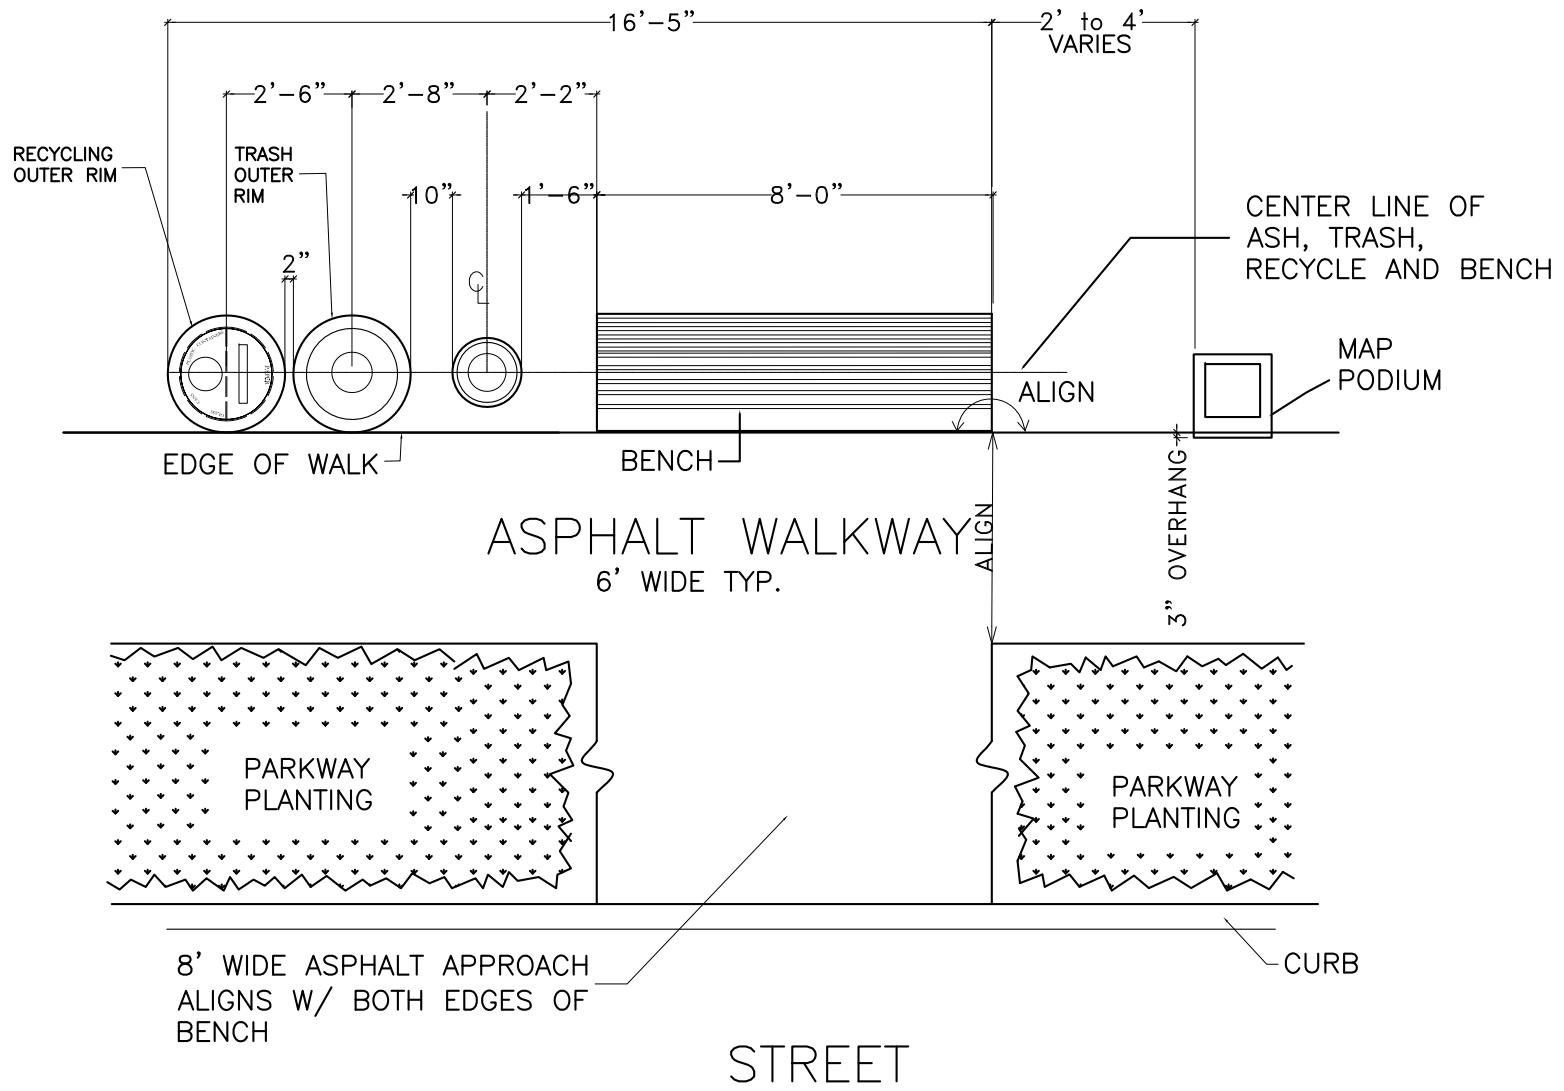 16'-5"
2' to 4'
VARIES
2'-6"
2'-8"
2'-2"
RECYCLING
OUTER RIM
TRASH
OUTER
RIM
10"
1'-6"
8'-0"
CENTER LINE OF
ASH, TRASH,
RECYCLE AND BENCH
2"
CL
MAP
PODIUM
ALIGN
EDGE OF WALK
BENCH
3" OVERHANG
ALIGN
ASPHALT WALKWAY
6' WIDE TYP.
PARKWAY
PLANTING
PARKWAY
PLANTING
8' WIDE ASPHALT APPROACH
ALIGNS W/ BOTH EDGES OF
BENCH
CURB
STREET